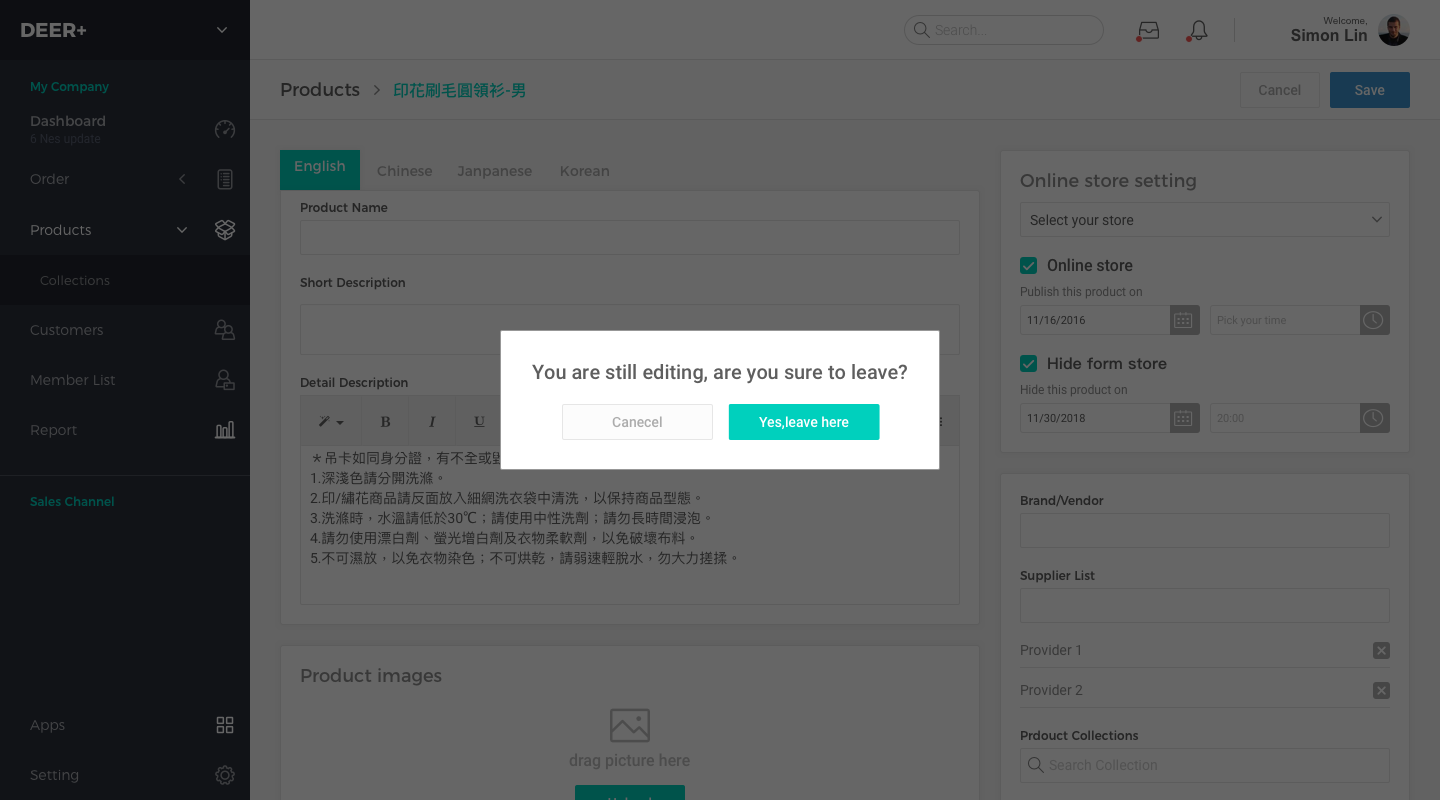 DEER+
Search...
Welcome,
Simon Lin
My Company
Dashboard
6 Nes update
Order
Products
Collections
Customers
Member List
Report
Sales Channel
Apps
Setting
Products > 印花刷毛圓領衫-男
Cancel
Save
English
Chinese
Janpanese
Korean
Product Name
Short Description
Detail Description
B
I
U
＊吊卡如同身分證，有不全或
1.深淺色請分開洗滌。
2.印/繡花商品請反面放入細網洗衣袋中清洗，以保持商品型態。
3.洗滌時，水溫請低於30℃；請使用中性洗劑；請勿長時間浸泡。
4.請勿使用漂白劑、螢光增白劑及衣物柔軟劑，以免破壞布料。
5.不可濕放，以免衣物染色；不可烘乾，請弱速輕脫水，勿大力搓揉。
You are still editing, are you sure to leave?
Canecel
Yes,leave here
Product images
drag picture here
Online store setting
Select your store
Online store
Publish this product on
11/16/2016
Pick your time
Hide form store
Hide this product on
11/30/2018
20:00
Brand/Vendor
Supplier List
Provider 1
Provider 2
Prdouct Collections
Search Collection